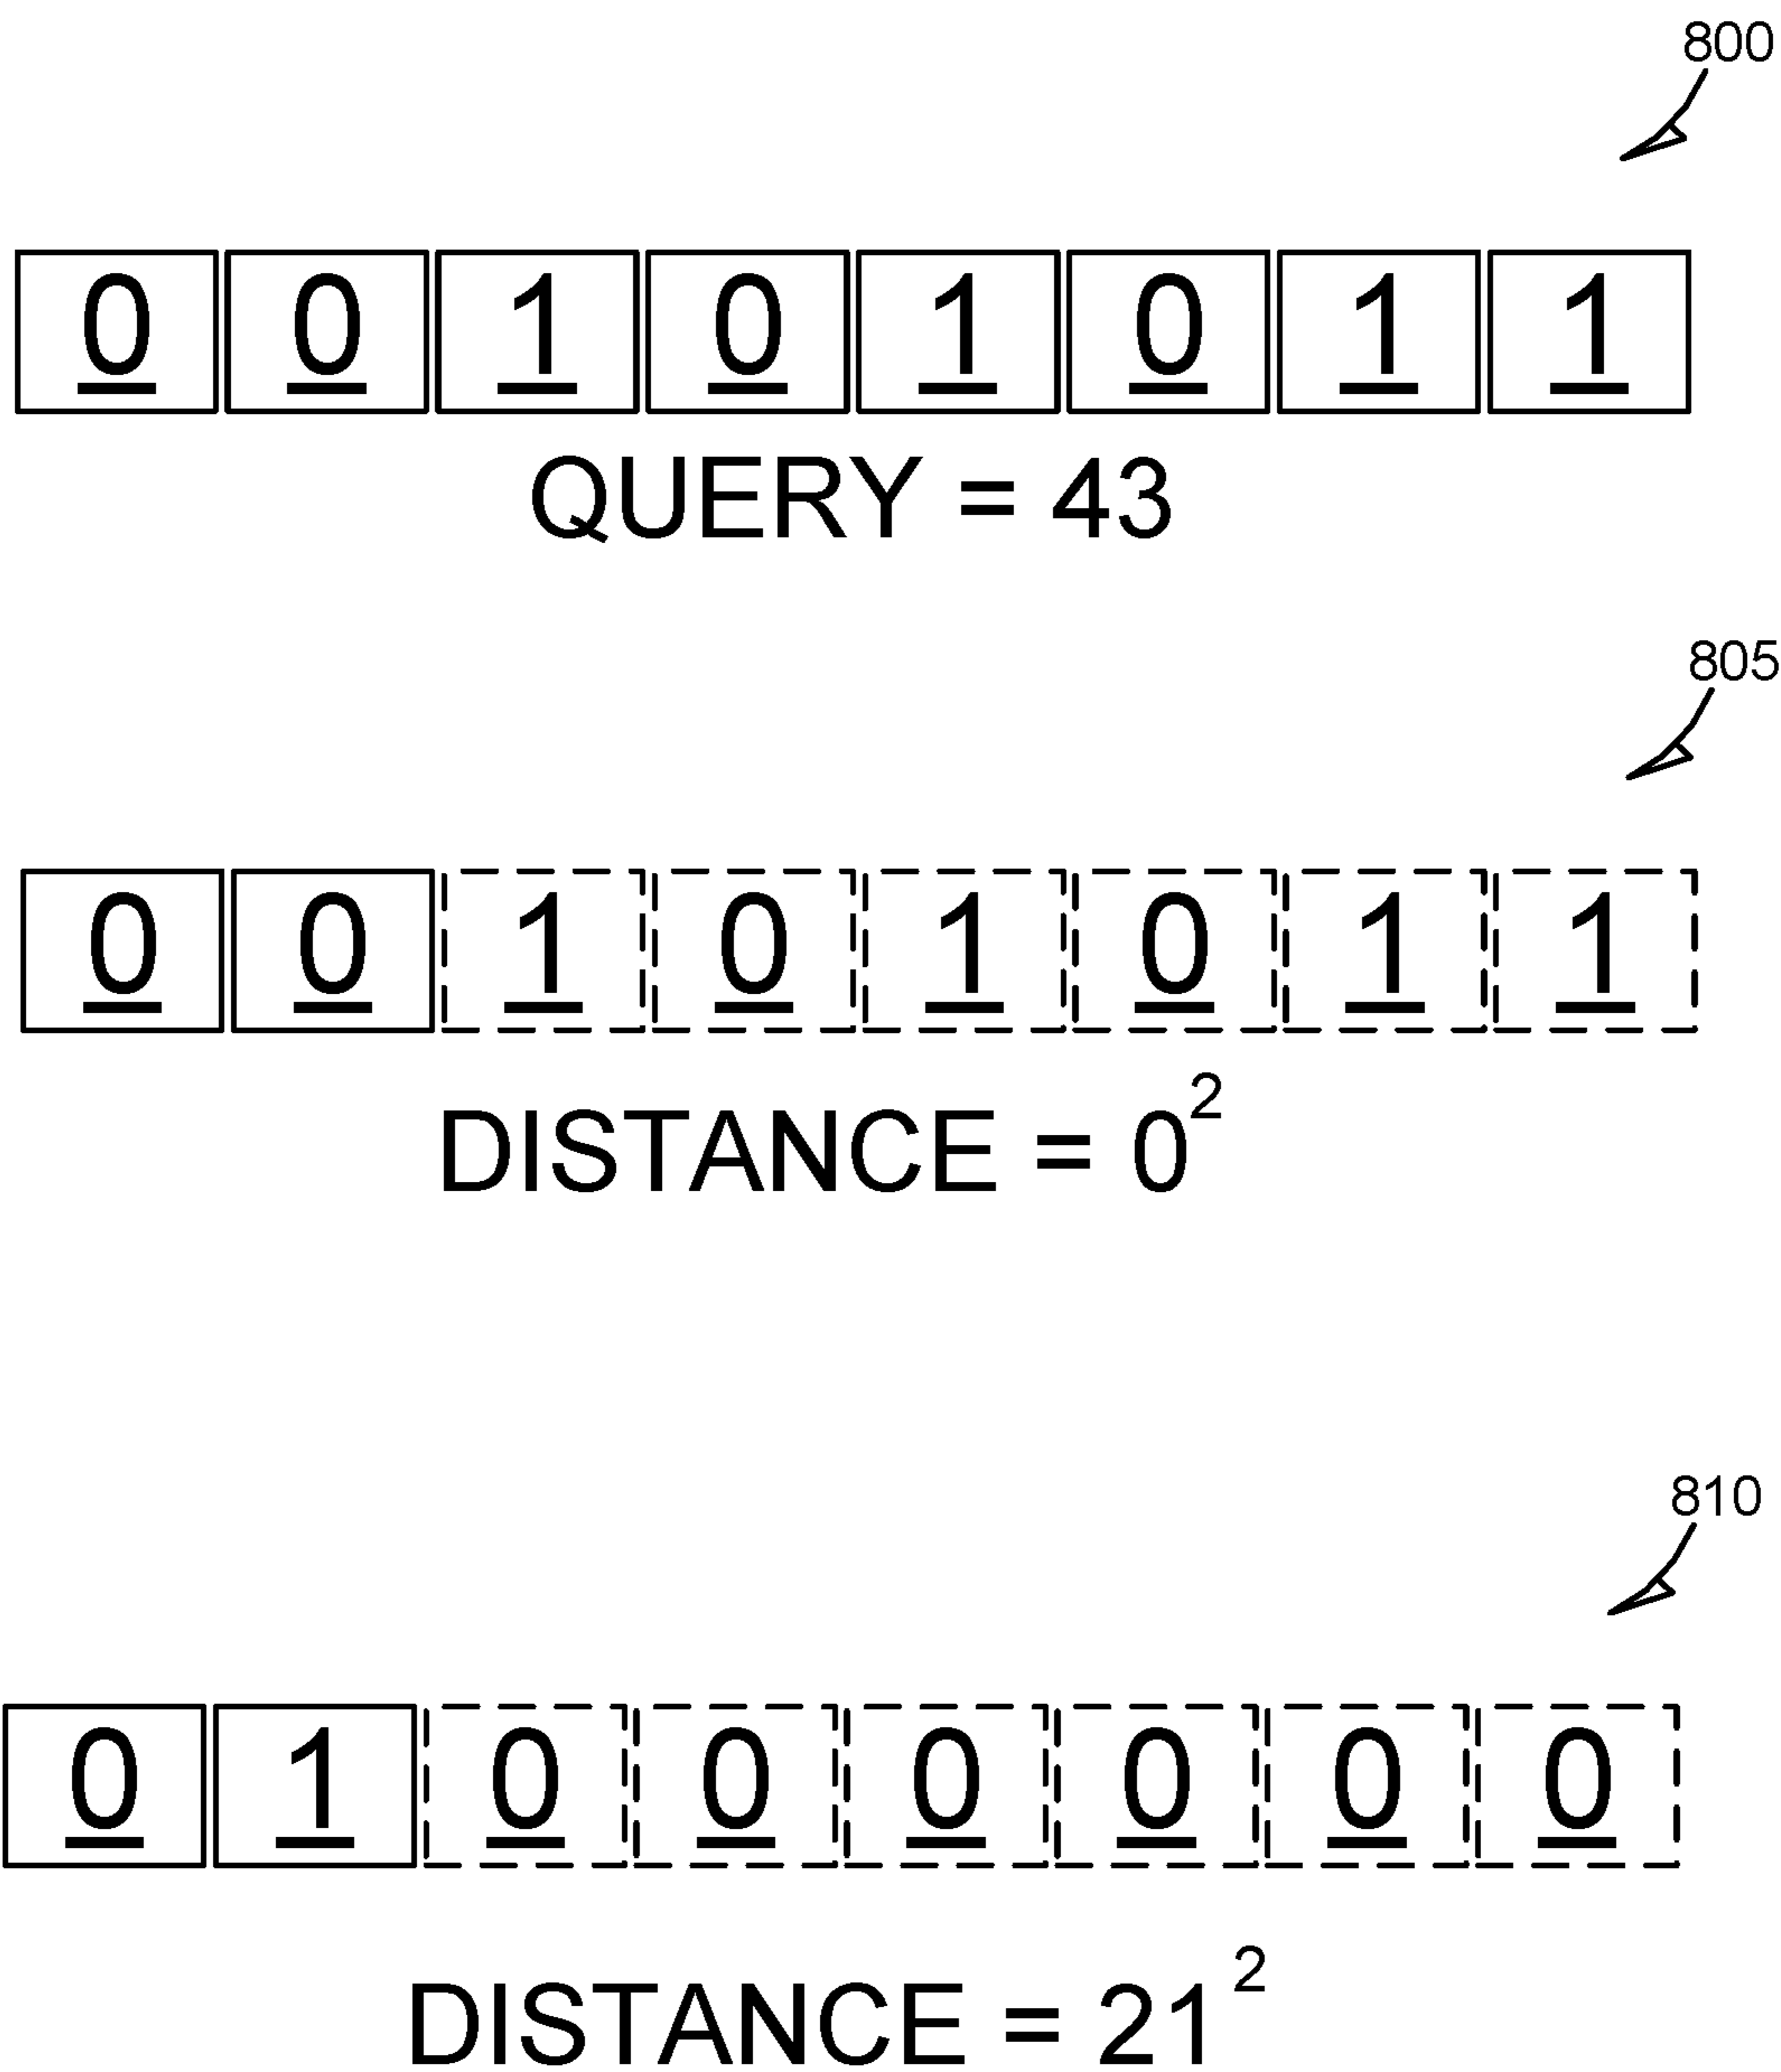 800
0 0 1 0 1 0 1 1
QUERY = 43
805
0 0 1 0 1 0 1 1
DISTANCE = 0²
810
0 1 0 0 0 0 0 0
DISTANCE = 21²